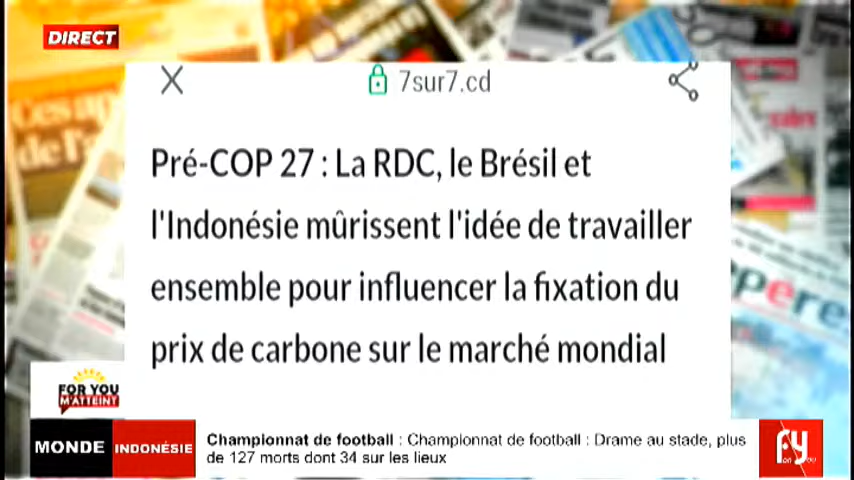 DIRECT
7sur7.cd
Pré-COP 27 : La RDC, le Brésil et
l'Indonésie mûrissent l'idée de travailler
ensemble pour influencer la fixation du
prix de carbone sur le marché mondial
FOR YOU
M'ATTEINT
MONDE
INDONÉSIE
Championnat de football : Championnat de football : Drame au stade, plus
de 127 morts dont 34 sur les lieux